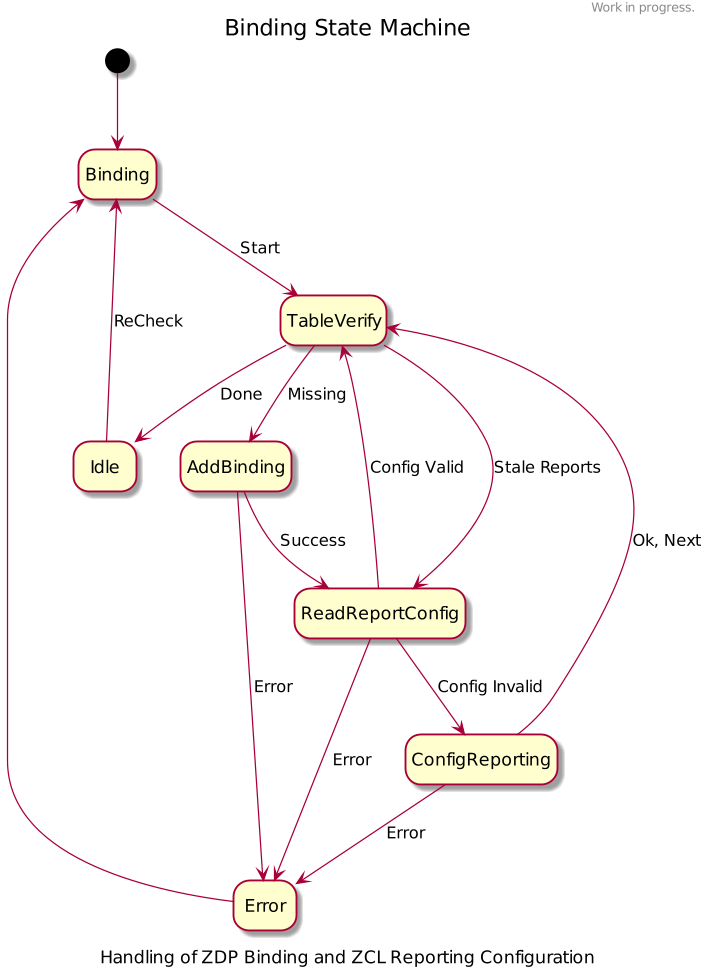 Work in progress.
Binding State Machine
Binding
Start
TableVerify
ReCheck
Done
Missing
Idle
AddBinding
Config Valid
Stale Reports
Success
Ok, Next
ReadReportConfig
Error
Config Invalid
Error
ConfigReporting
Error
Error
Handling of ZDP Binding and ZCL Reporting Configuration